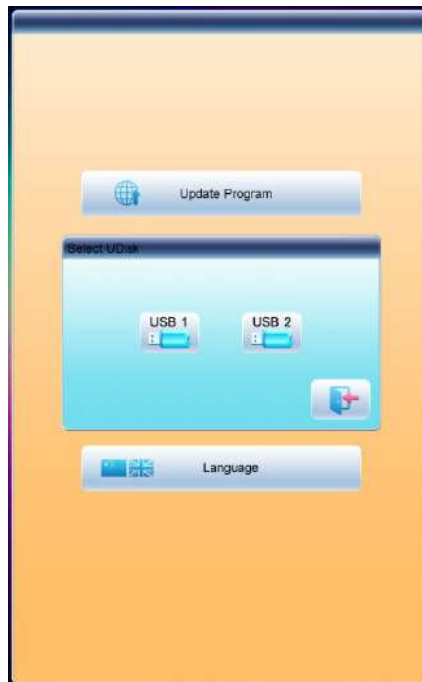 Update Program
Select UDisk
USB 1
USB 2
Language